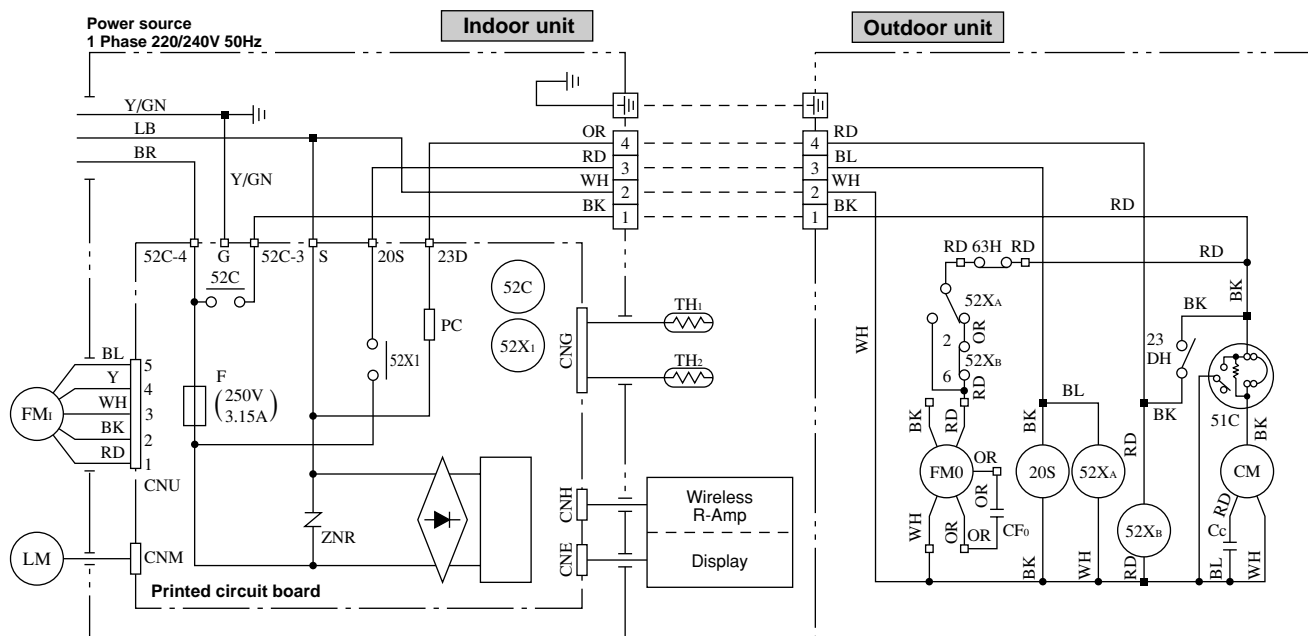 Power source
1 Phase 220/240V 50Hz
Indoor unit
Outdoor unit
Y/GN
LB
BR
Y/GN
OR
RD
WH
BK
4
3
2
1
4
3
2
1
RD
BL
WH
BK
RD
52C-4
G
52C-3
S
20S
23D
52C
52C
52X1
PC
52X1
CNG
TH1
TH2
RD
63H
RD
RD
52XA
OR
2
52XB
6
RD
WH
BK
BK
23
DH
BK
51C
BK
BL
Y
WH
BK
RD
5
4
3
2
1
FMI
CNU
F
(250V
3.15A)
ZNR
LM
CNM
CNH
CNE
Wireless
R-Amp
Display
Printed circuit board
BK
RD
FM0
OR
OR
CF0
WH
OR
OR
BK
BL
20S
52XA
BK
WH
RD
52XB
RD
CM
RD
Cc
BL
WH